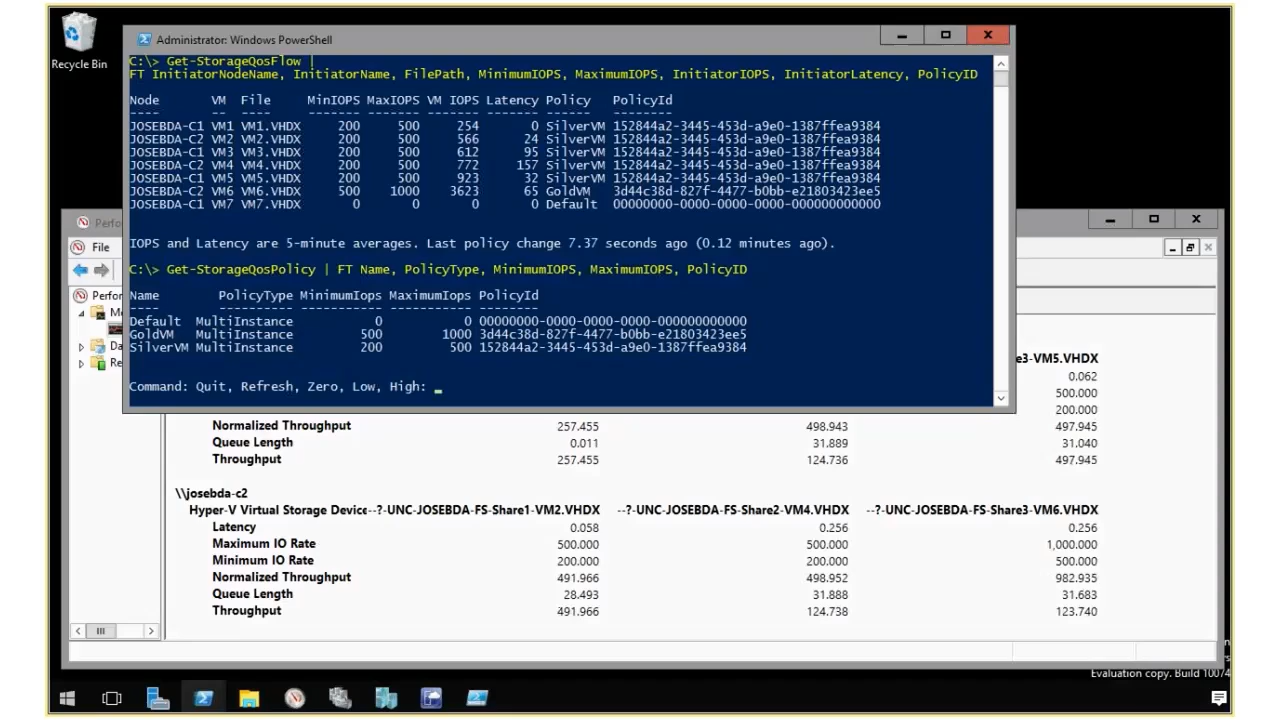 Recycle Bin
Administrator: Windows PowerShell
C:\> Get-StorageQosFlow |
FT InitiatorNodeName, InitiatorName, FilePath, MinimumIOPS, MaximumIOPS, InitiatorIOPS, InitiatorLatency, PolicyID
Node VM File MinIOPS MaxIOPS VM IOPS Latency Policy PolicyId
---- -- ---- ------- ------- ------- ------- ------ --------
JOSEBDA-C1 VM1 VM1.VHDX 200 500 254 0 SilverVM 152844a2-3445-453d-a9e0-1387ffea9384
JOSEBDA-C2 VM2 VM2.VHDX 200 500 566 24 SilverVM 152844a2-3445-453d-a9e0-1387ffea9384
JOSEBDA-C1 VM3 VM3.VHDX 200 500 612 95 SilverVM 152844a2-3445-453d-a9e0-1387ffea9384
JOSEBDA-C2 VM4 VM4.VHDX 200 500 772 157 SilverVM 152844a2-3445-453d-a9e0-1387ffea9384
JOSEBDA-C1 VM5 VM5.VHDX 200 500 923 32 SilverVM 152844a2-3445-453d-a9e0-1387ffea9384
JOSEBDA-C2 VM6 VM6.VHDX 500 1000 3623 65 GoldVM 3d44c38d-827f-4477-b0bb-e21803423ee5
JOSEBDA-C1 VM7 VM7.VHDX 0 0 0 0 Default 00000000-0000-0000-0000-000000000000
IOPS and Latency are 5-minute averages. Last policy change 7.37 seconds ago (0.12 minutes ago).
C:\> Get-StorageQosPolicy | FT Name, PolicyType, MinimumIOPS, MaximumIOPS, PolicyID
Name PolicyType MinimumIops MaximumIops PolicyId
---- ---------- ----------- ----------- --------
Default MultiInstance 0 0 00000000-0000-0000-0000-000000000000
GoldVM MultiInstance 500 1000 3d44c38d-827f-4477-b0bb-e21803423ee5
SilverVM MultiInstance 200 500 152844a2-3445-453d-a9e0-1387ffea9384
Command: Quit, Refresh, Zero, Low, High: _
Perfo
File
Perfor
Mo
Da
Re
e3-VM5.VHDX
0.062
500.000
200.000
Normalized Throughput 257.455 498.943 497.945
Queue Length 0.011 31.889 31.040
Throughput 257.455 124.736 497.945
\\josebda-c2
Hyper-V Virtual Storage Device --?-UNC-JOSEBDA-FS-Share1-VM2.VHDX --?-UNC-JOSEBDA-FS-Share2-VM4.VHDX --?-UNC-JOSEBDA-FS-Share3-VM6.VHDX
Latency 0.058 0.256 0.256
Maximum IO Rate 500.000 500.000 1,000.000
Minimum IO Rate 200.000 200.000 500.000
Normalized Throughput 491.966 498.952 982.935
Queue Length 28.493 31.888 31.683
Throughput 491.966 124.738 123.740
Evaluation copy. Build 10074